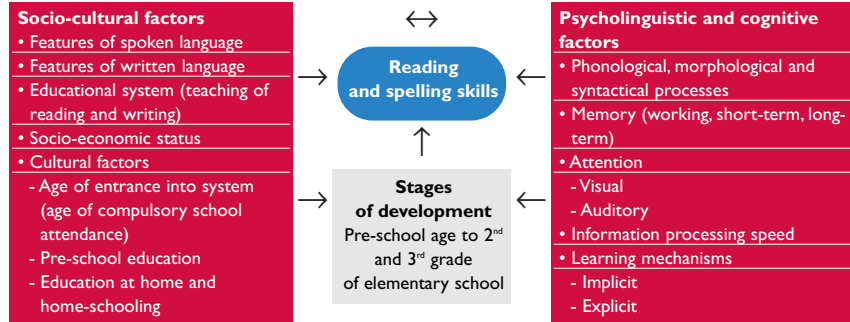 Socio-cultural factors
• Features of spoken language
• Features of written language
• Educational system (teaching of
reading and writing)
• Socio-economic status
• Cultural factors
- Age of entrance into system
(age of compulsory school
attendance)
- Pre-school education
- Education at home and
home-schooling
Reading
and spelling skills
Stages
of development
Pre-school age to 2nd
and 3rd grade
of elementary school
Psycholinguistic and cognitive
factors
• Phonological, morphological and
syntactical processes
• Memory (working, short-term, long-
term)
• Attention
- Visual
- Auditory
• Information processing speed
• Learning mechanisms
- Implicit
- Explicit